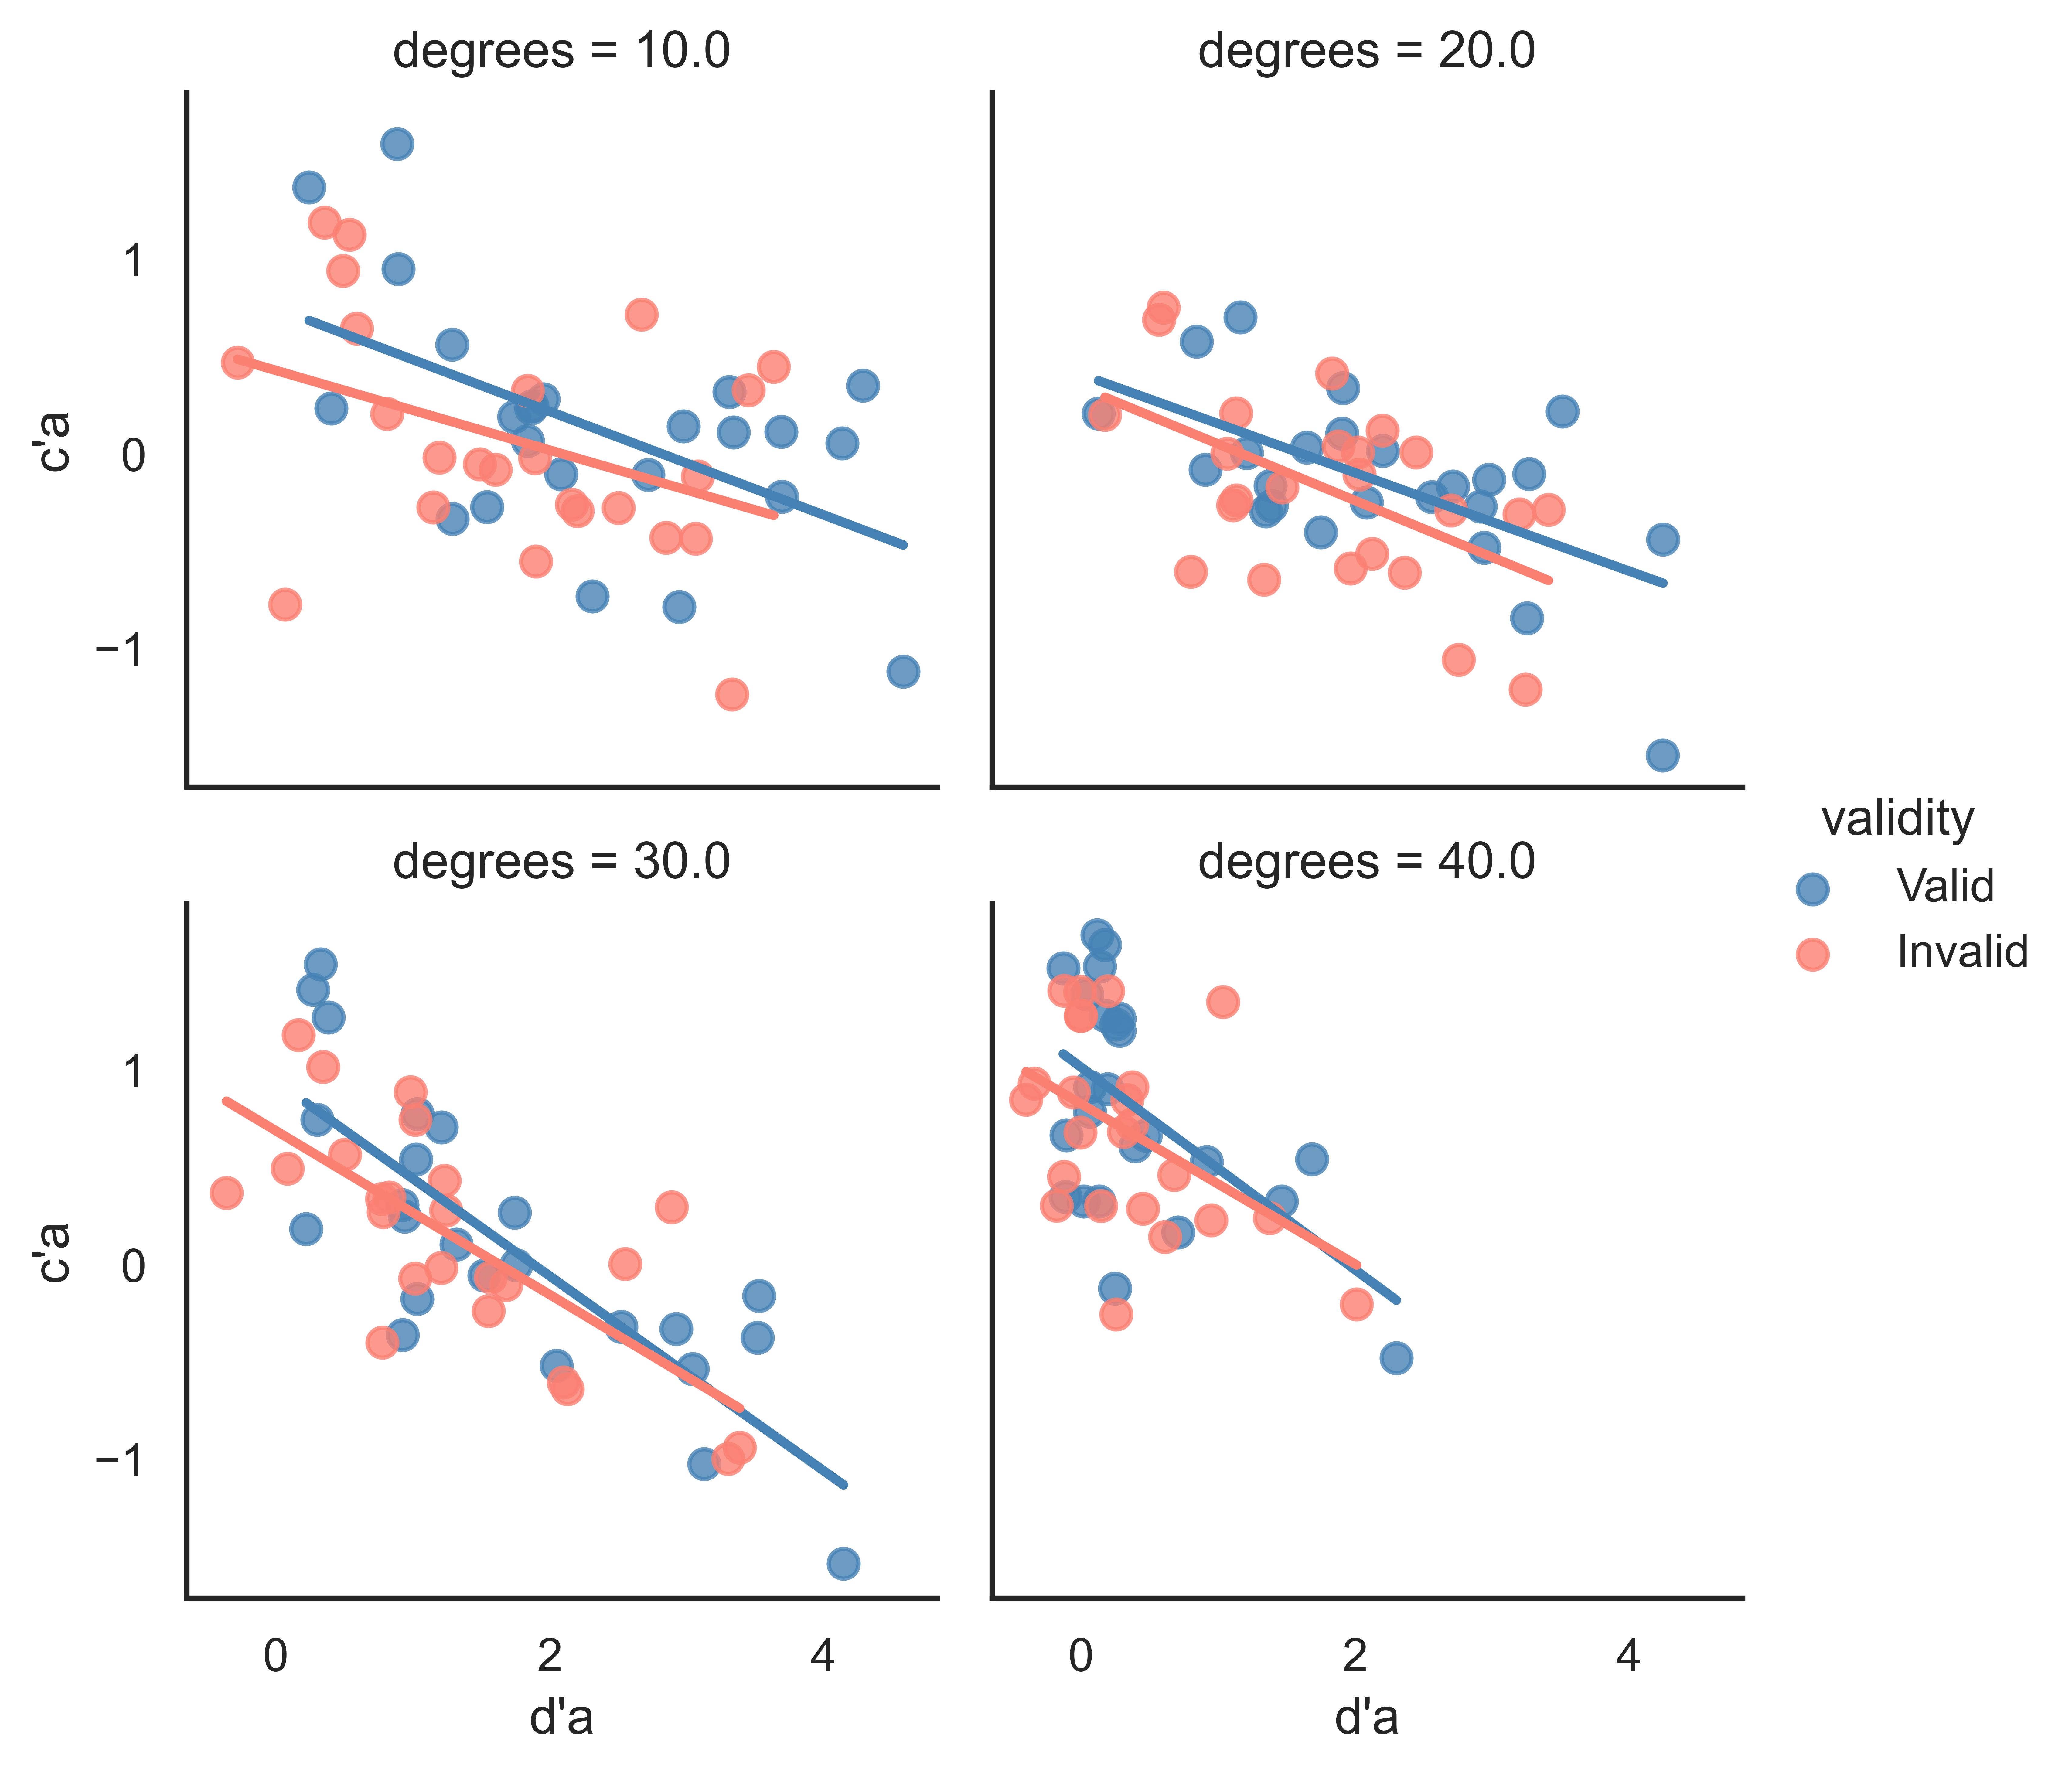 degrees = 10.0
degrees = 20.0
1
0
−1
c'a
degrees = 30.0
degrees = 40.0
validity
Valid
Invalid
1
0
−1
c'a
0 2 4
0 2 4
d'a
d'a